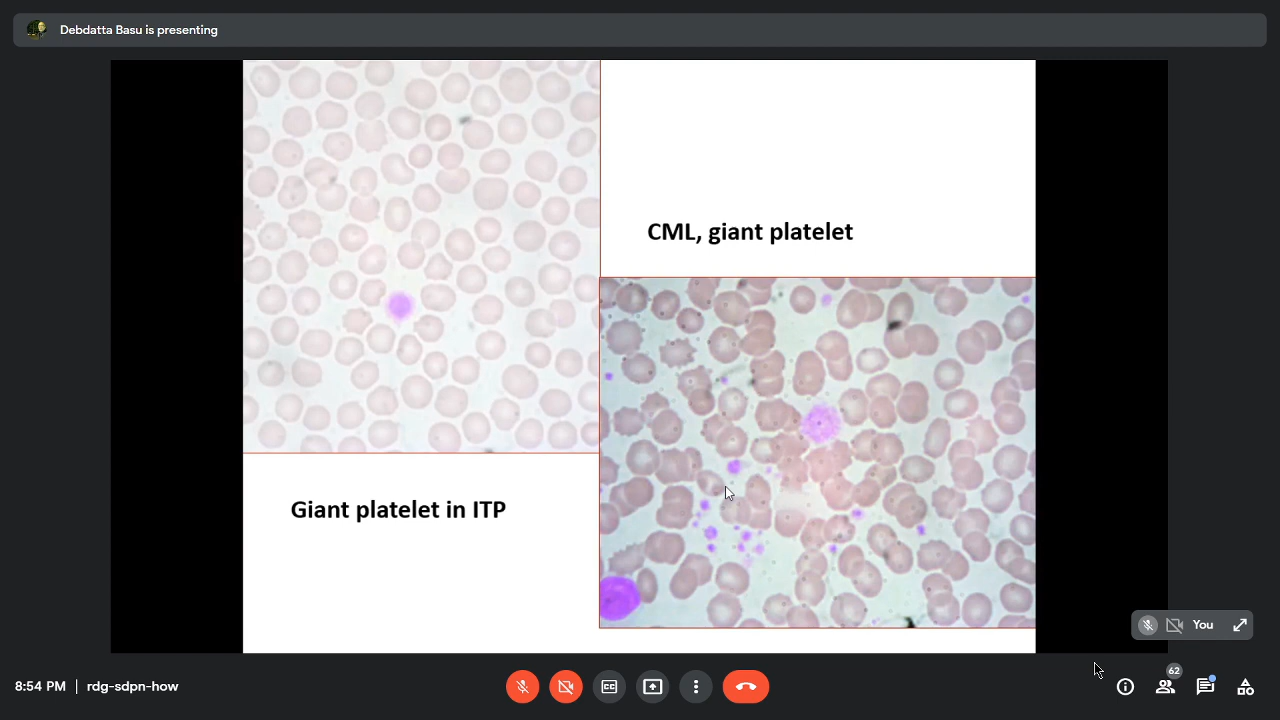 Debdatta Basu is presenting
CML, giant platelet
Giant platelet in ITP
You
8:54 PM | rdg-sdpn-how
CC
62